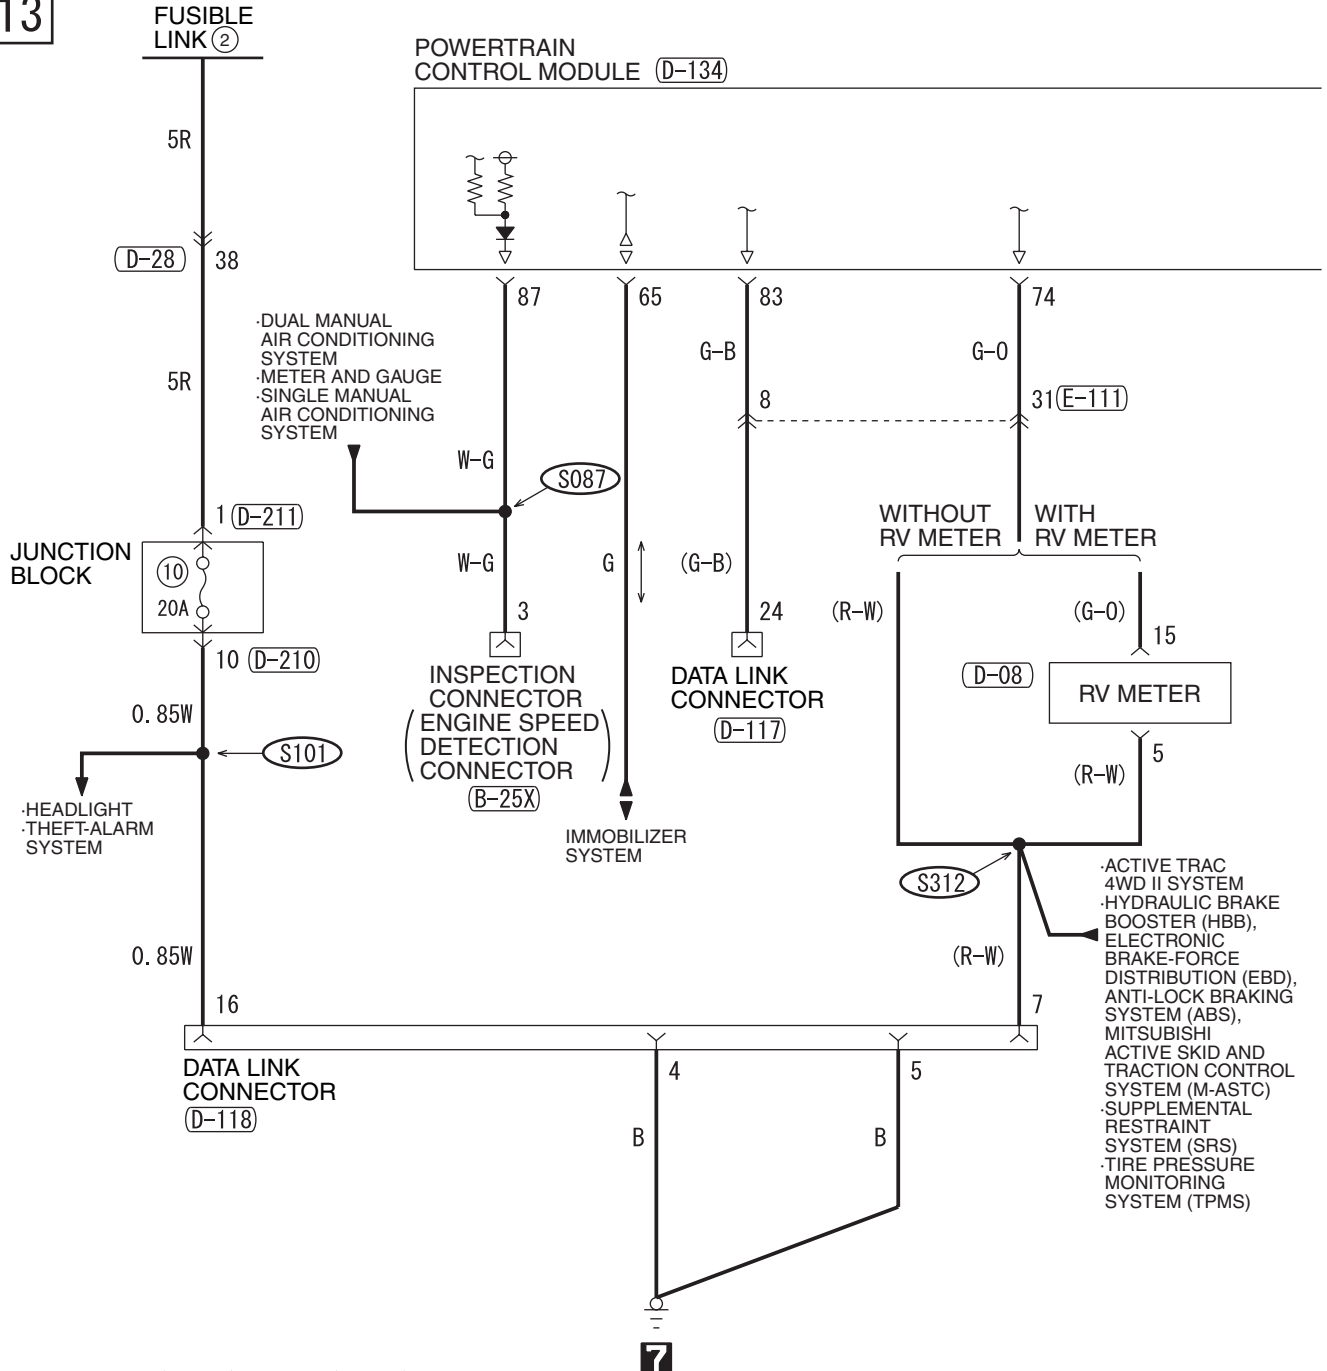 13
FUSIBLE
LINK ②
POWERTRAIN
CONTROL MODULE D-134
5R
D-28 38
87
65
83
74
·DUAL MANUAL
AIR CONDITIONING
SYSTEM
·METER AND GAUGE
·SINGLE MANUAL
AIR CONDITIONING
SYSTEM
G-B
G-O
5R
8
31 E-111
W-G
S087
1 D-211
WITHOUT
RV METER
WITH
RV METER
JUNCTION
BLOCK
⑩
20A
W-G
G
(G-B)
3
24
(R-W)
(G-O)
15
10 D-210
INSPECTION
CONNECTOR
(ENGINE SPEED
DETECTION
CONNECTOR)
B-25X
DATA LINK
CONNECTOR
D-117
D-08
RV METER
0.85W
S101
5
(R-W)
·HEADLIGHT
·THEFT-ALARM
SYSTEM
IMMOBILIZER
SYSTEM
S312
·ACTIVE TRAC
4WD II SYSTEM
·HYDRAULIC BRAKE
BOOSTER (HBB),
ELECTRONIC
BRAKE-FORCE
DISTRIBUTION (EBD),
ANTI-LOCK BRAKING
SYSTEM (ABS),
MITSUBISHI
ACTIVE SKID AND
TRACTION CONTROL
SYSTEM (M-ASTC)
·SUPPLEMENTAL
RESTRAINT
SYSTEM (SRS)
·TIRE PRESSURE
MONITORING
SYSTEM (TPMS)
0.85W
(R-W)
16
7
DATA LINK
CONNECTOR
D-118
4
5
B
B
7